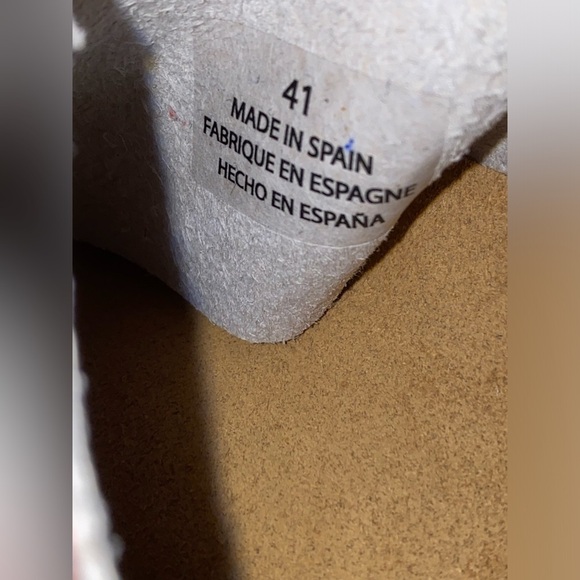 41
MADE IN SPAIN
FABRIQUE EN ESPAGNE
HECHO EN ESPAÑA